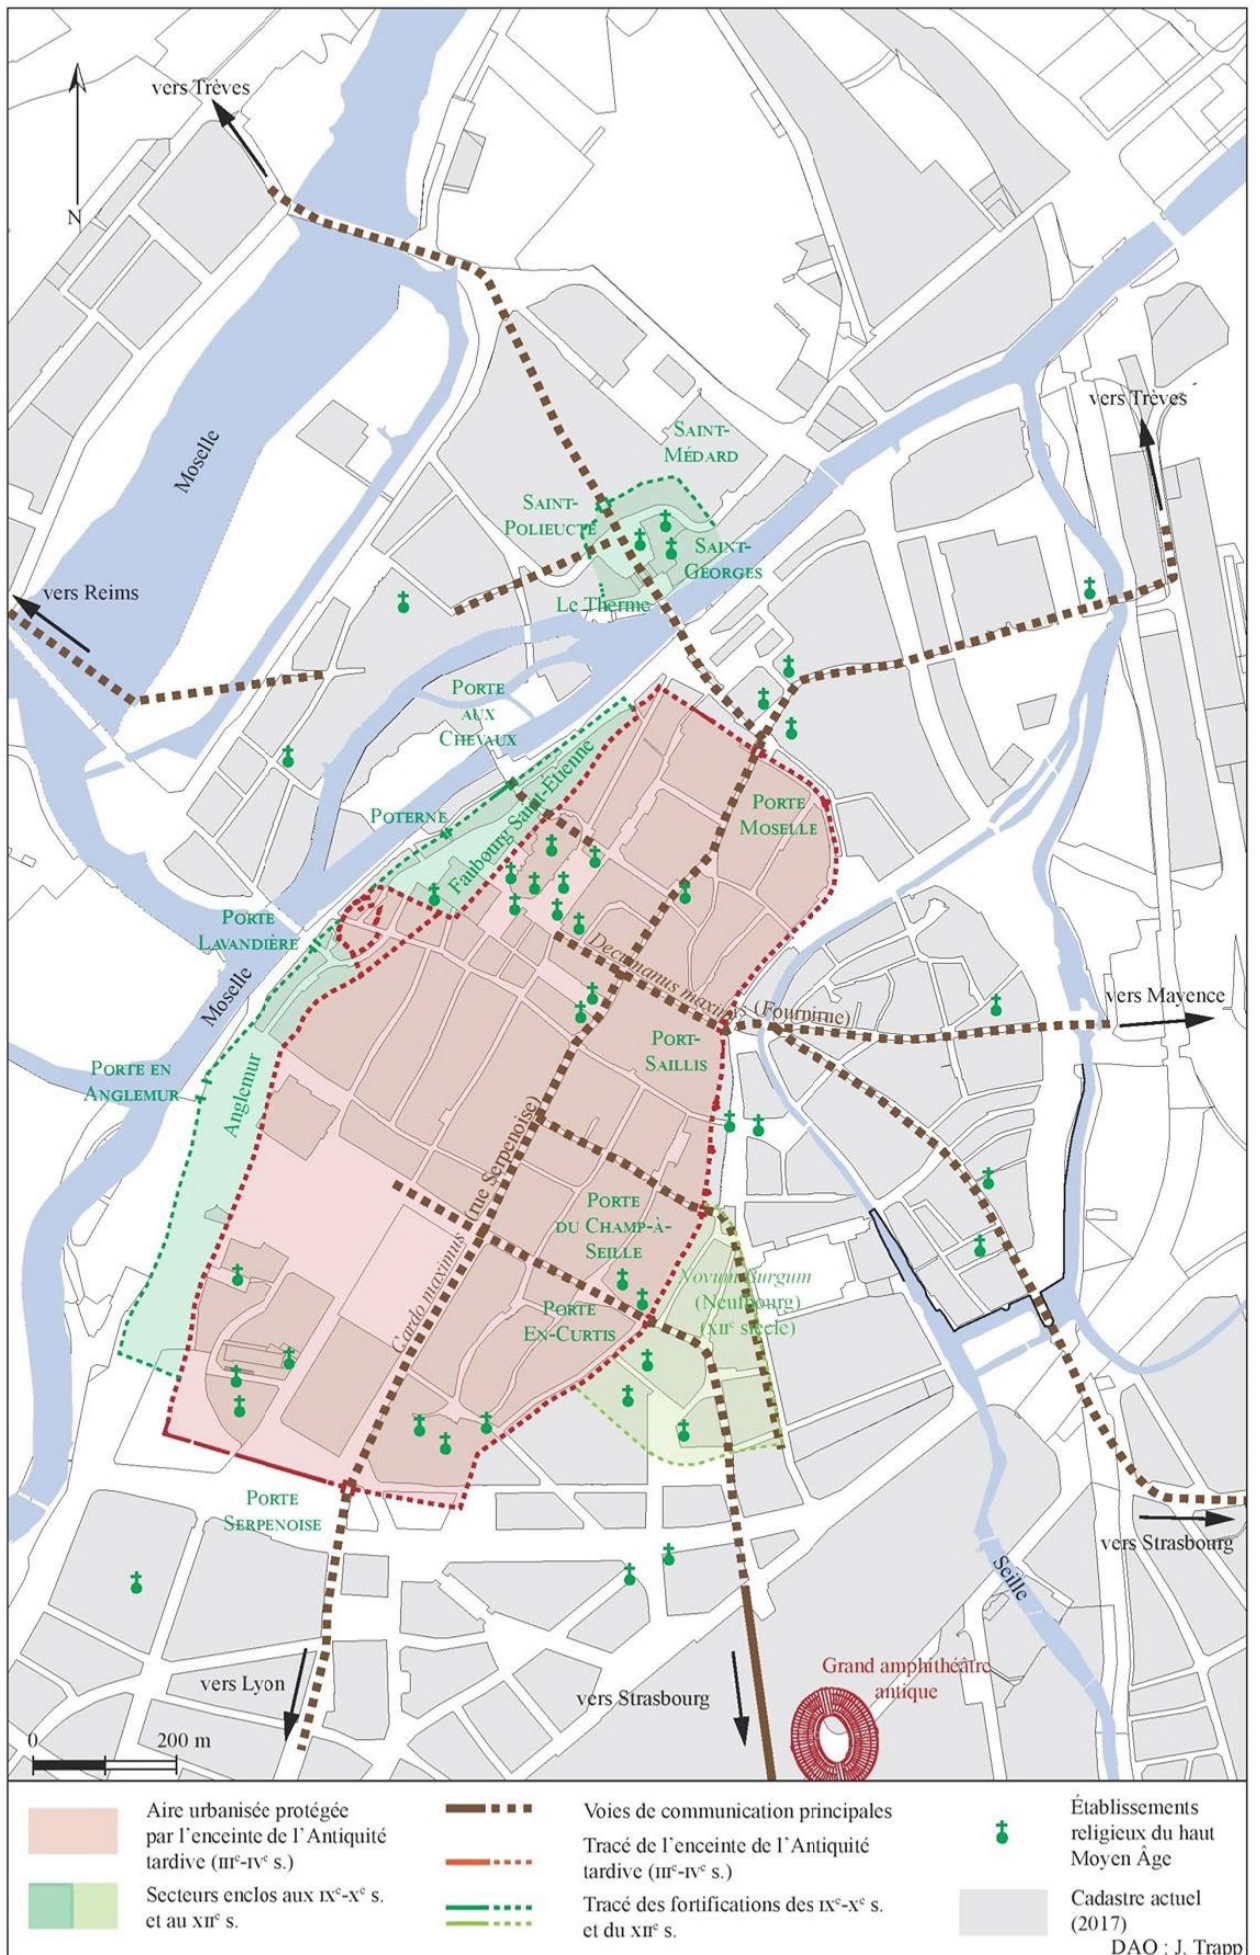 vers Trèves
N
Moselle
vers Trèves
SAINT-
MÉDARD
SAINT-
POLIEUCTE
SAINT-
GEORGES
Le Therme
vers Reims
PORTE
AUX
CHEVAUX
POTERNE
Faubourg Saint-Étienne
PORTE
MOSELLE
PORTE
LAVANDIÈRE
Moselle
Decumanus maximus (Fournirue)
vers Mayence
PORT-
SAILLIS
PORTE EN
ANGLEMUR
Anglemur
Cardo maximus (rue Serpenoise)
PORTE
DU CHAMP-À-
SEILLE
Novum Burgum
(Neufbourg)
(XIIe siècle)
PORTE
EN-CURTIS
PORTE
SERPENOISE
vers Strasbourg
Seille
vers Lyon
vers Strasbourg
Grand amphithéâtre
antique
0 200 m
Aire urbanisée protégée
par l'enceinte de l'Antiquité
tardive (IIIe-IVe s.)
Secteurs enclos aux IXe-Xe s.
et au XIIe s.
Voies de communication principales
Tracé de l'enceinte de l'Antiquité
tardive (IIIe-IVe s.)
Tracé des fortifications des IXe-Xe s.
et du XIIe s.
Établissements
religieux du haut
Moyen Âge
Cadastre actuel
(2017)
DAO : J. Trapp